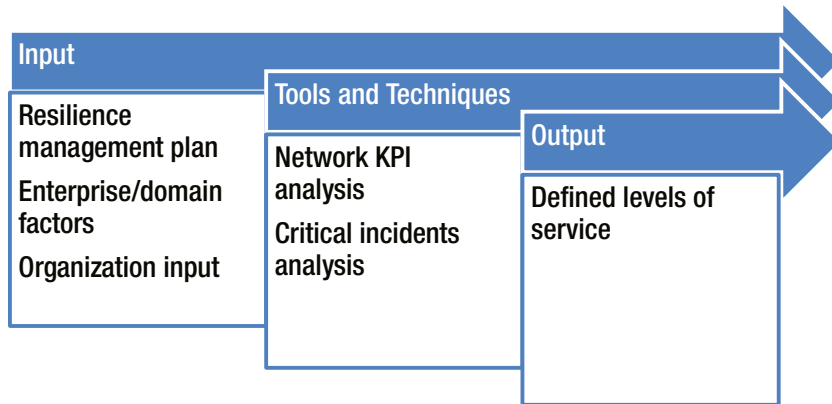 Input
Resilience
management plan
Enterprise/domain
factors
Organization input
Tools and Techniques
Network KPI
analysis
Critical incidents
analysis
Output
Defined levels of
service